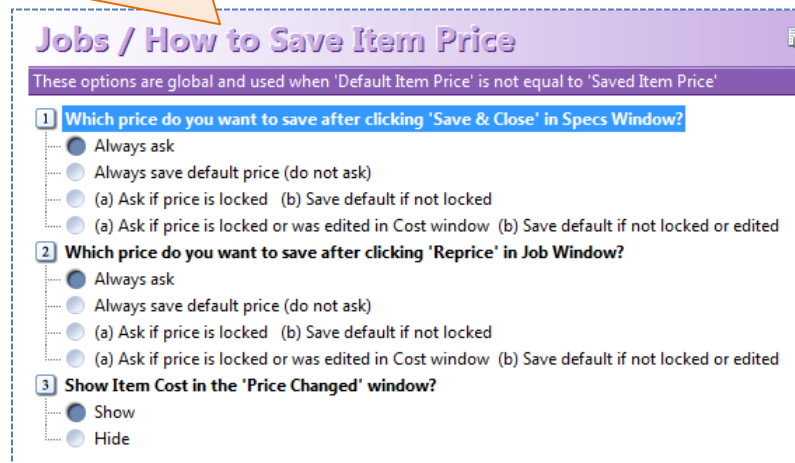 Jobs / How to Save Item Price
These options are global and used when 'Default Item Price' is not equal to 'Saved Item Price'
1 Which price do you want to save after clicking 'Save & Close' in Specs Window?
Always ask
Always save default price (do not ask)
(a) Ask if price is locked (b) Save default if not locked
(a) Ask if price is locked or was edited in Cost window (b) Save default if not locked or edited
2 Which price do you want to save after clicking 'Reprice' in Job Window?
Always ask
Always save default price (do not ask)
(a) Ask if price is locked (b) Save default if not locked
(a) Ask if price is locked or was edited in Cost window (b) Save default if not locked or edited
3 Show Item Cost in the 'Price Changed' window?
Show
Hide